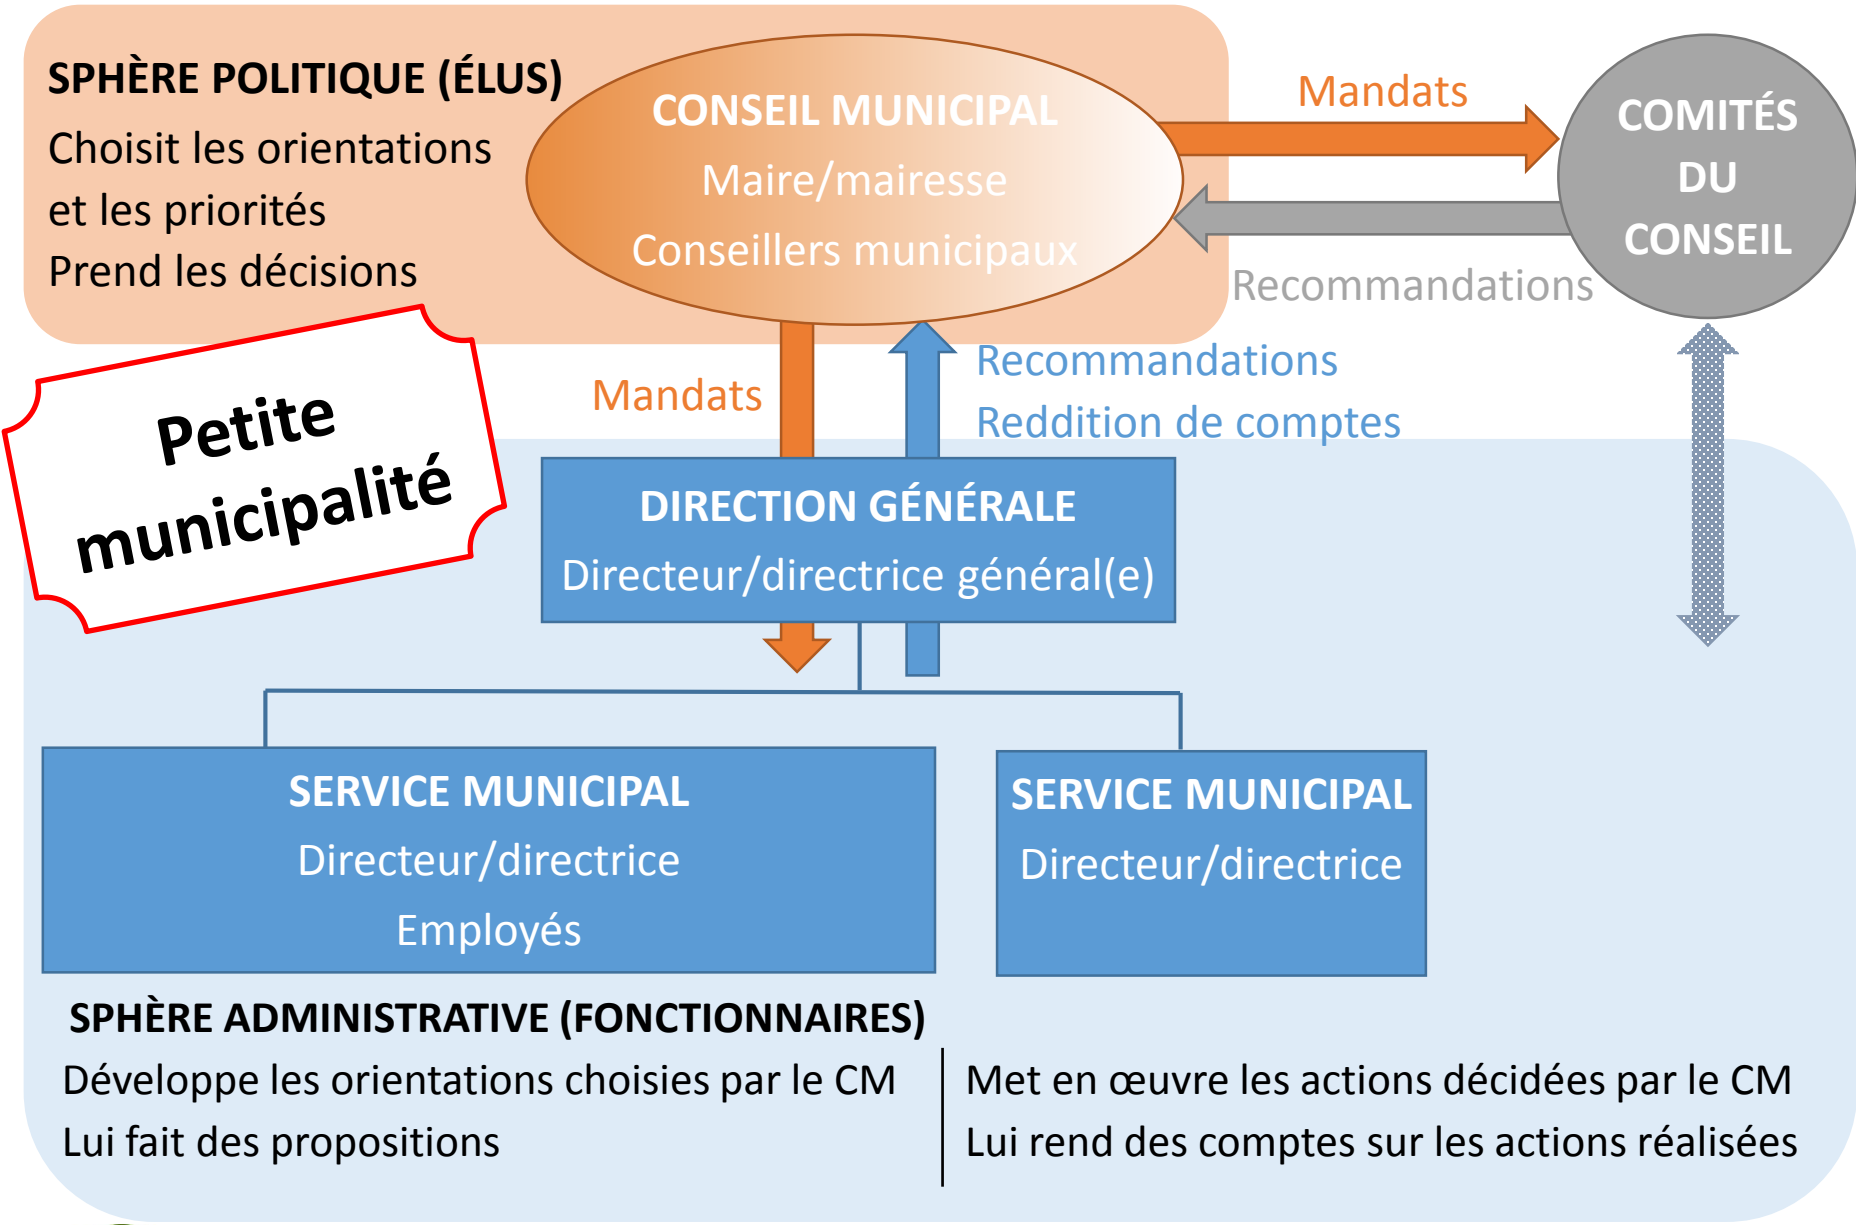 SPHÈRE POLITIQUE (ÉLUS)
Choisit les orientations
et les priorités
Prend les décisions
CONSEIL MUNICIPAL
Maire/mairesse
Conseillers municipaux
Mandats
COMITÉS
DU
CONSEIL
Recommandations
Petite
municipalité
Mandats
Recommandations
Reddition de comptes
DIRECTION GÉNÉRALE
Directeur/directrice général(e)
SERVICE MUNICIPAL
Directeur/directrice
Employés
SERVICE MUNICIPAL
Directeur/directrice
SPHÈRE ADMINISTRATIVE (FONCTIONNAIRES)
Développe les orientations choisies par le CM
Lui fait des propositions
Met en œuvre les actions décidées par le CM
Lui rend des comptes sur les actions réalisées